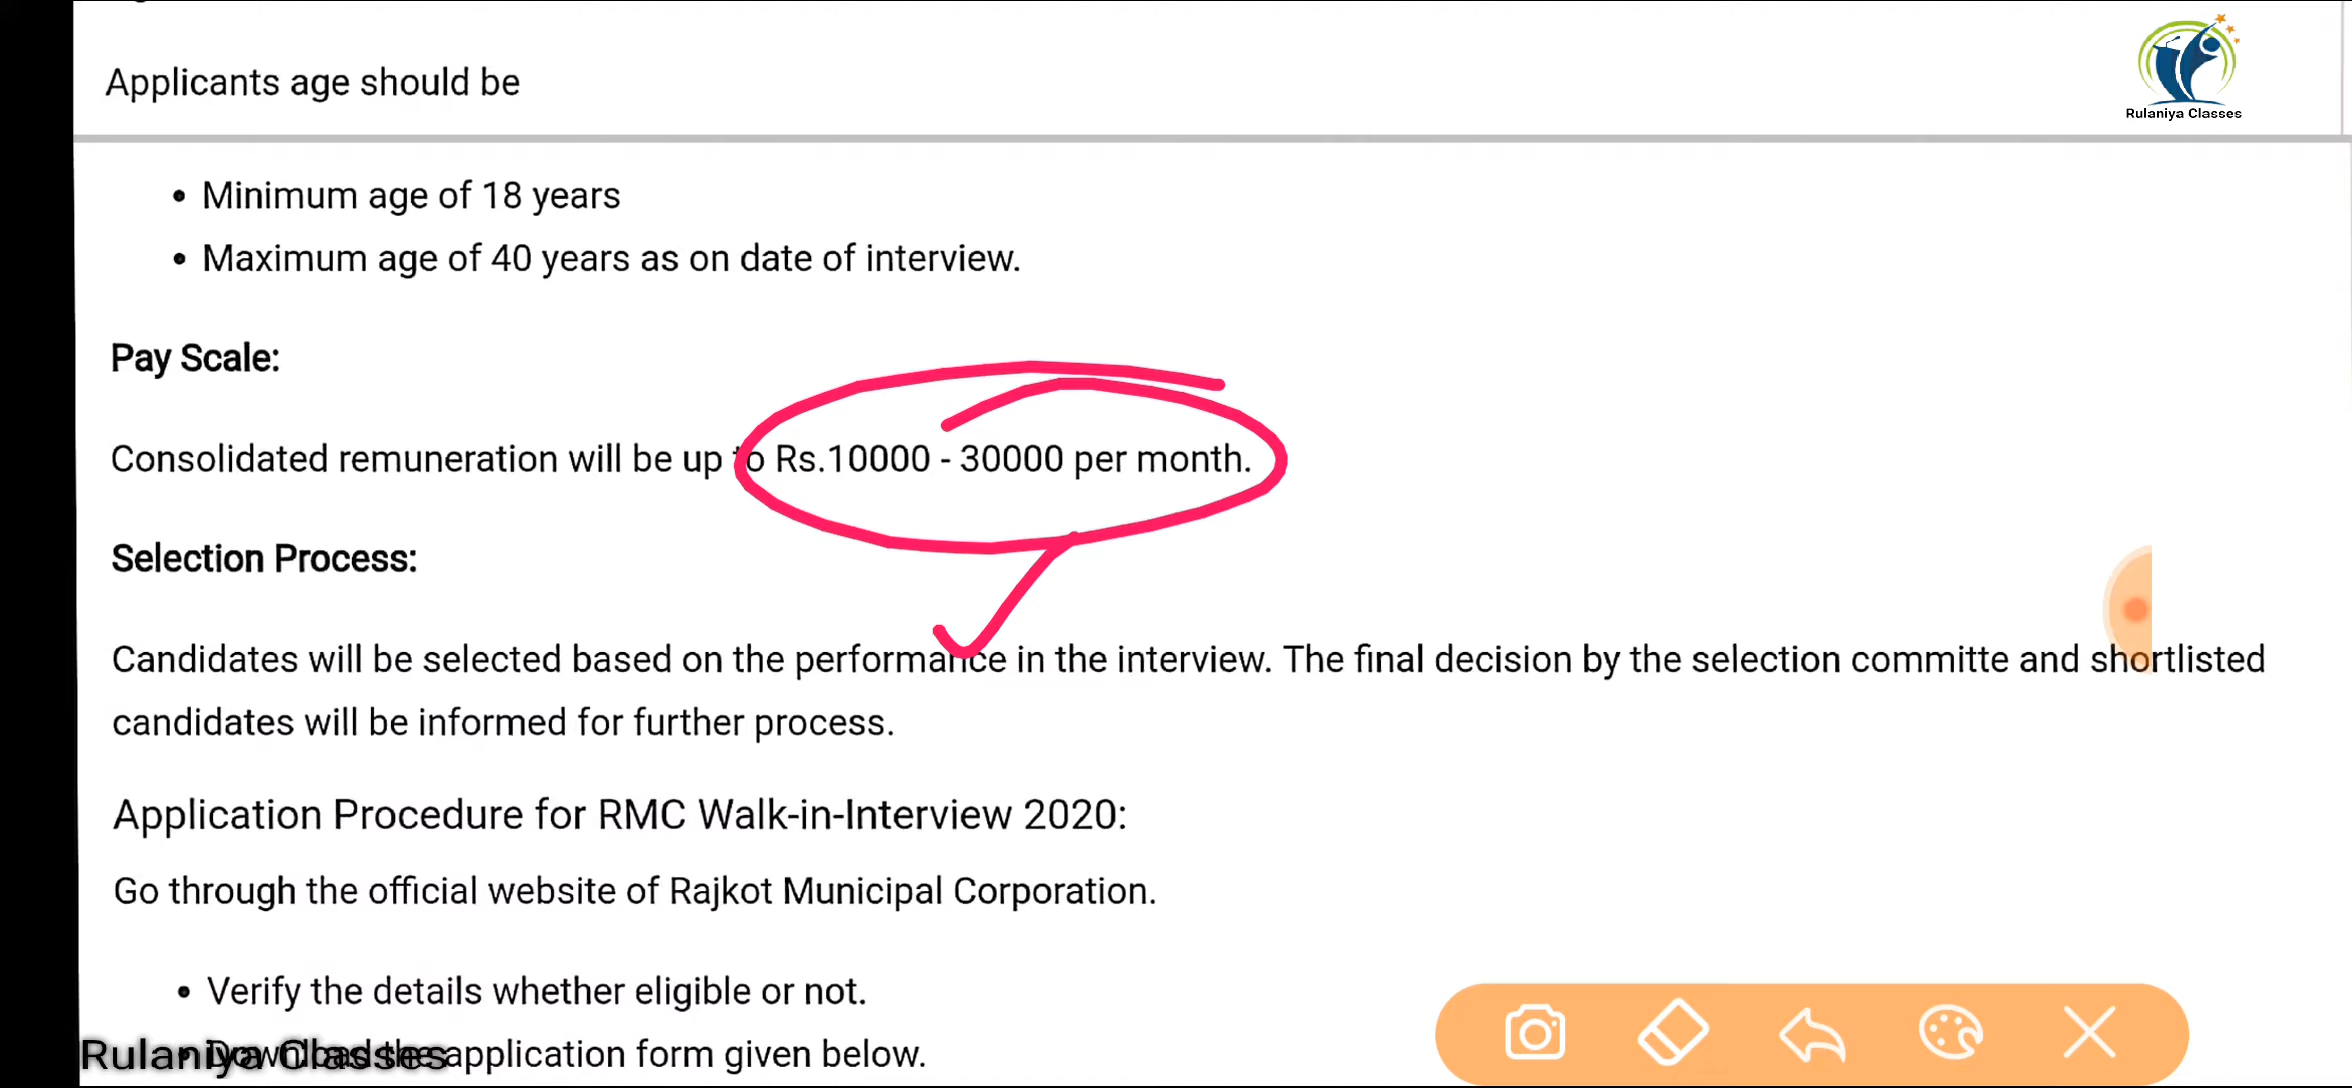 Applicants age should be
Rulaniya Classes
• Minimum age of 18 years
• Maximum age of 40 years as on date of interview.
Pay Scale:
Consolidated remuneration will be up to Rs.10000 - 30000 per month.
Selection Process:
Candidates will be selected based on the performance in the interview. The final decision by the selection committe and shortlisted
candidates will be informed for further process.
Application Procedure for RMC Walk-in-Interview 2020:
Go through the official website of Rajkot Municipal Corporation.
• Verify the details whether eligible or not.
• Download the application form given below.
Rulaniya Classes